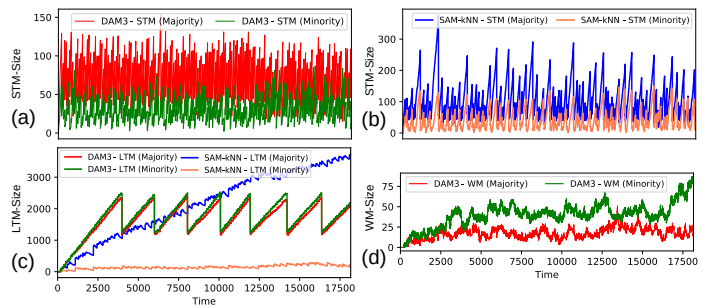 DAM3 - STM (Majority) DAM3 - STM (Minority)
150
100
50
0
STM-Size
(a)
SAM-kNN - STM (Majority) SAM-kNN - STM (Minority)
300
200
100
0
STM-Size
(b)
DAM3 - LTM (Majority) SAM-kNN - LTM (Majority)
DAM3 - LTM (Minority) SAM-kNN - LTM (Minority)
3000
2000
1000
0
LTM-Size
(c)
0 2500 5000 7500 10000 12500 15000 17500
Time
DAM3 - WM (Majority) DAM3 - WM (Minority)
75
50
25
0
WM-Size
(d)
0 2500 5000 7500 10000 12500 15000 17500
Time